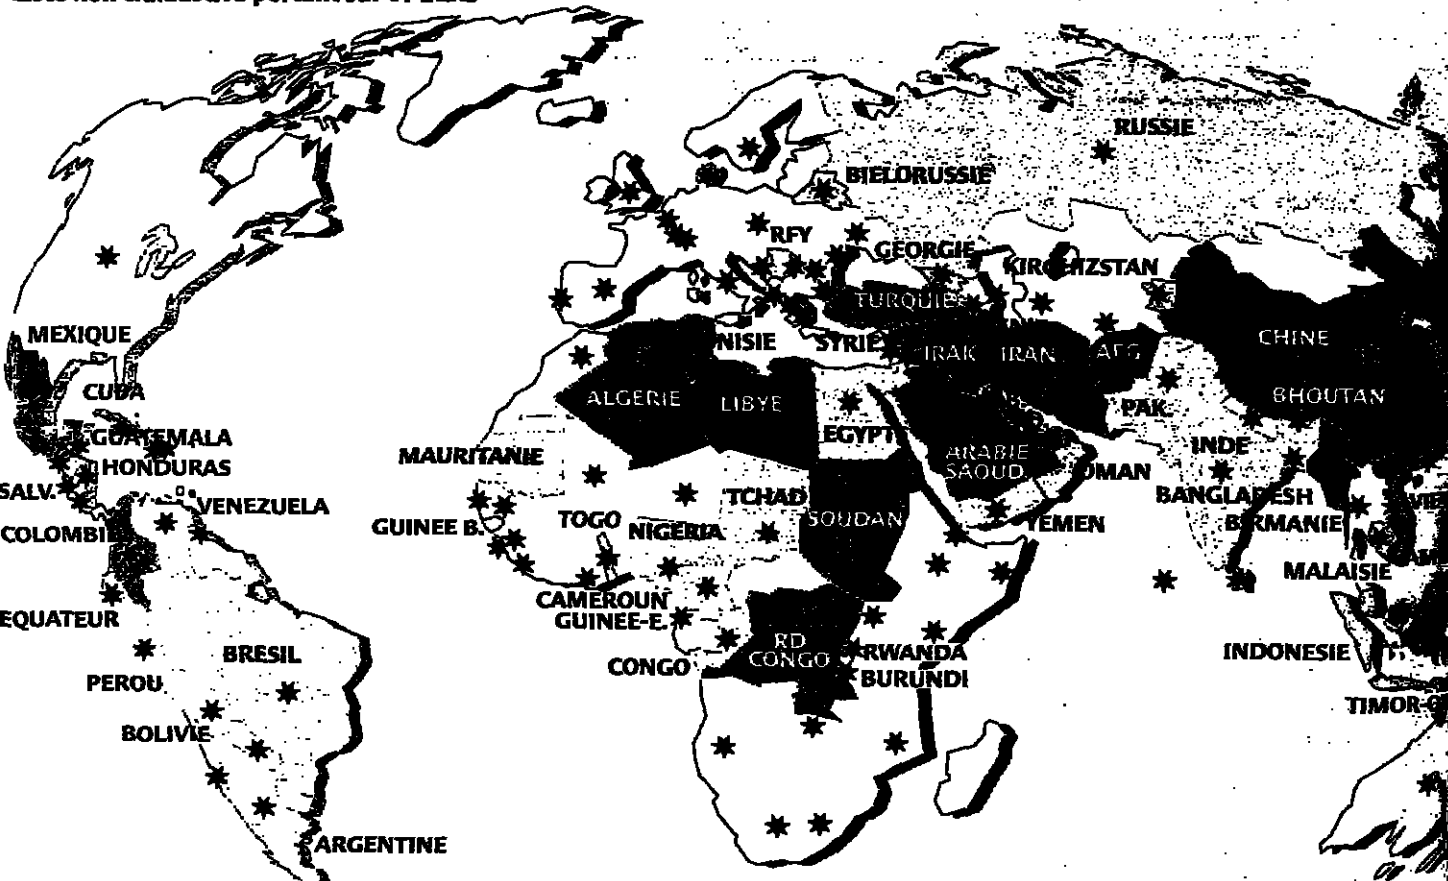 RUSSIE
BIELORUSSIE
RFY
GEORGIE
KIRGHIZSTAN
TURQUIE
MEXIQUE
NISIE
SYRIE
IRAK
IRAN
AFG
CHINE
CUBA
ALGERIE
LIBYE
PAK.
BHOUTAN
GUATEMALA
EGYPT
INDE
HONDURAS
MAURITANIE
ARABIE
SAOUD
OMAN
SALV.
VENEZUELA
TCHAD
BANGLADESH
COLOMBIE
GUINEE B.
TOGO
NIGERIA
SOUDAN
YEMEN
BIRMANIE
MALAISIE
EQUATEUR
CAMEROUN
GUINEE-E.
BRESIL
CONGO
RD
CONGO
RWANDA
BURUNDI
INDONESIE
PEROU
BOLIVIE
TIMOR-O
ARGENTINE